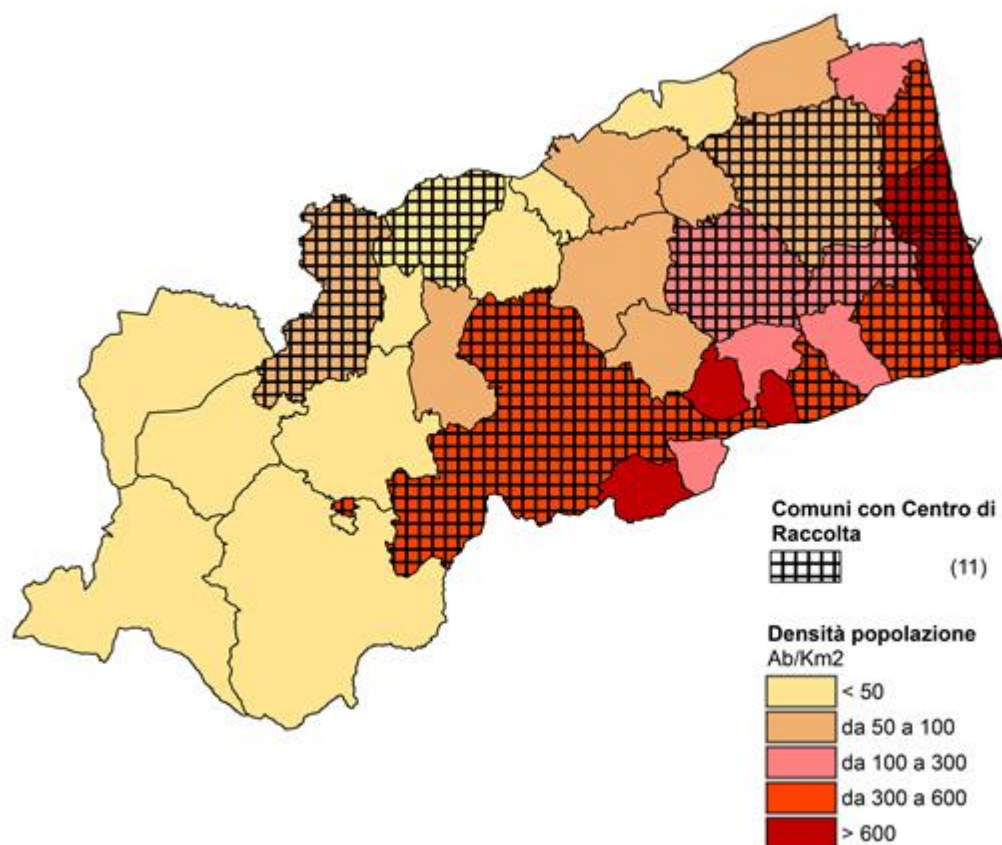 Comuni con Centro di
Raccolta
(11)
Densità popolazione
Ab/Km2
< 50
da 50 a 100
da 100 a 300
da 300 a 600
> 600